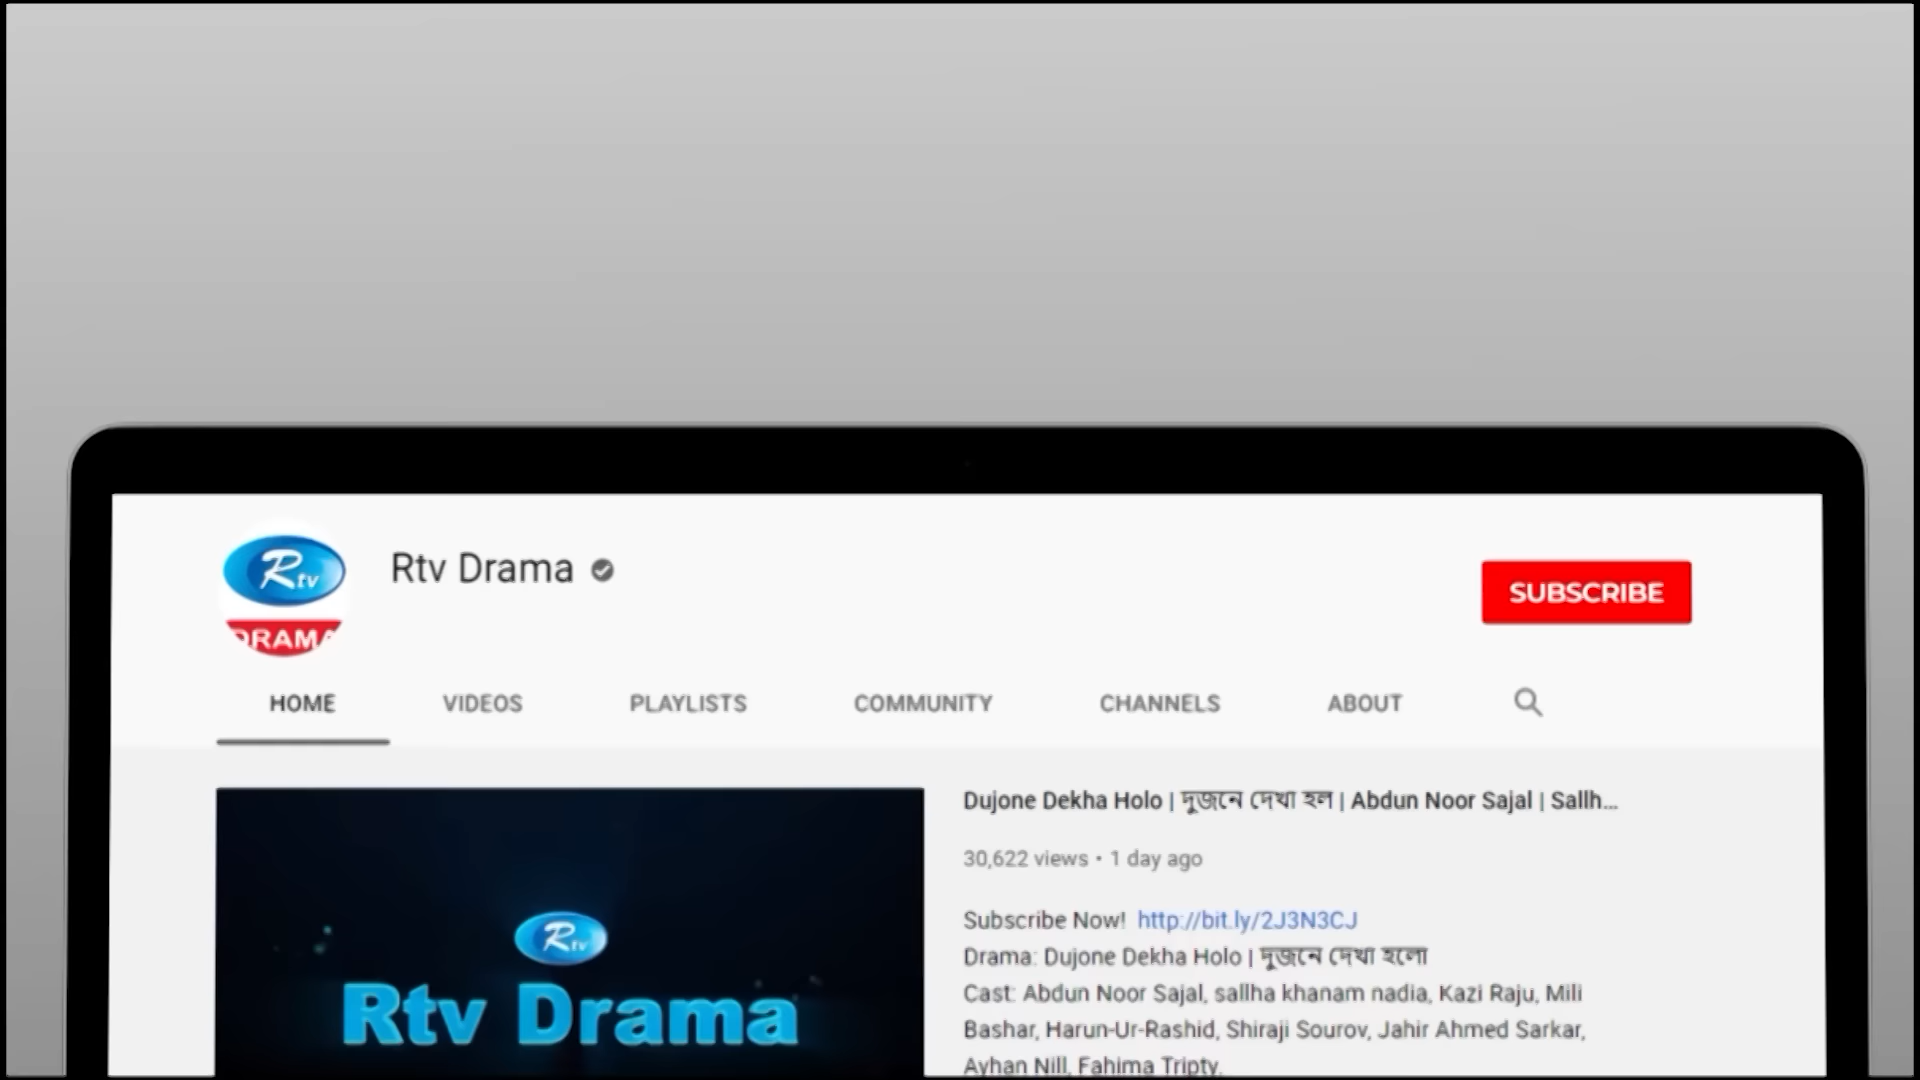 Rtv
DRAMA
Rtv Drama
SUBSCRIBE
HOME VIDEOS PLAYLISTS COMMUNITY CHANNELS ABOUT
Dujone Dekha Holo | দুজনে দেখা হল | Abdun Noor Sajal | Sallh...
30,622 views • 1 day ago
Subscribe Now! http://bit.ly/2J3N3CJ
Drama: Dujone Dekha Holo | দুজনে দেখা হলো
Cast: Abdun Noor Sajal, sallha khanam nadia, Kazi Raju, Mili
Bashar, Harun-Ur-Rashid, Shiraji Sourov, Jahir Ahmed Sarkar,
Ayhan Nill, Fahima Tripty.
Rtv
Rtv Drama